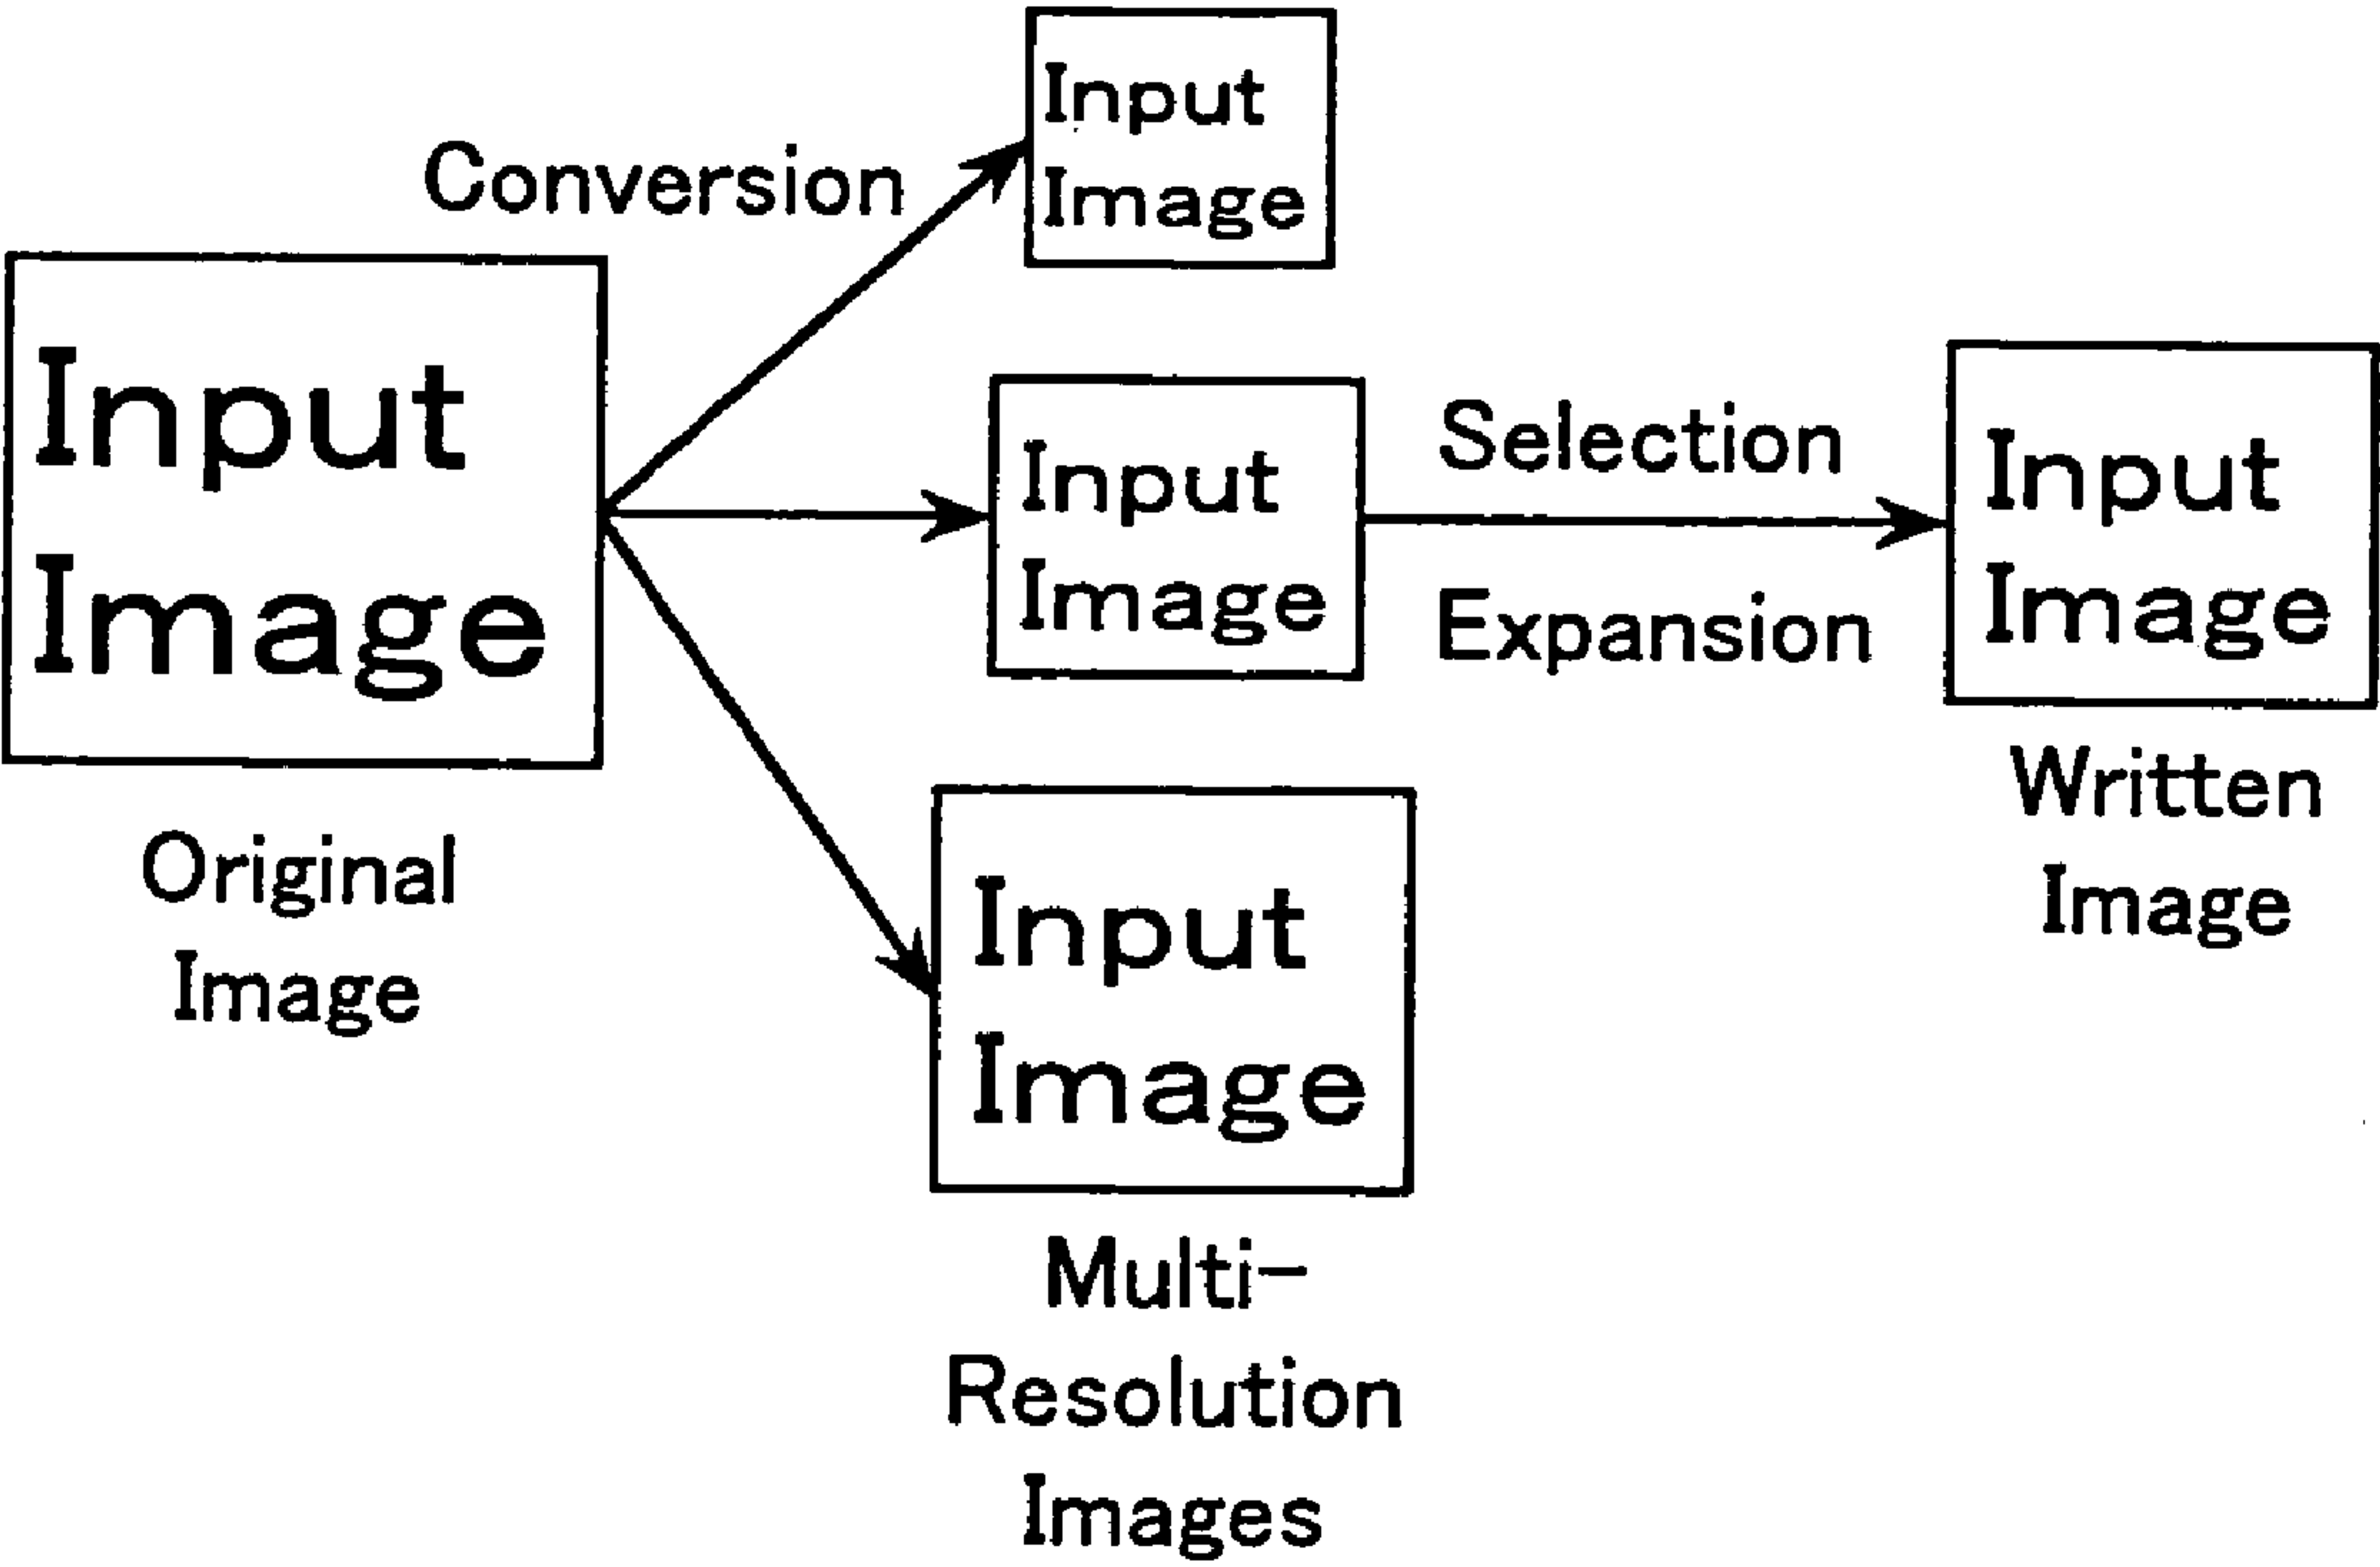 Conversion
Input
Image
Input
Image
Original
Image
Input
Image
Selection
Expansion
Input
Image
Multi-
Resolution
Images
Input
Image
Written
Image